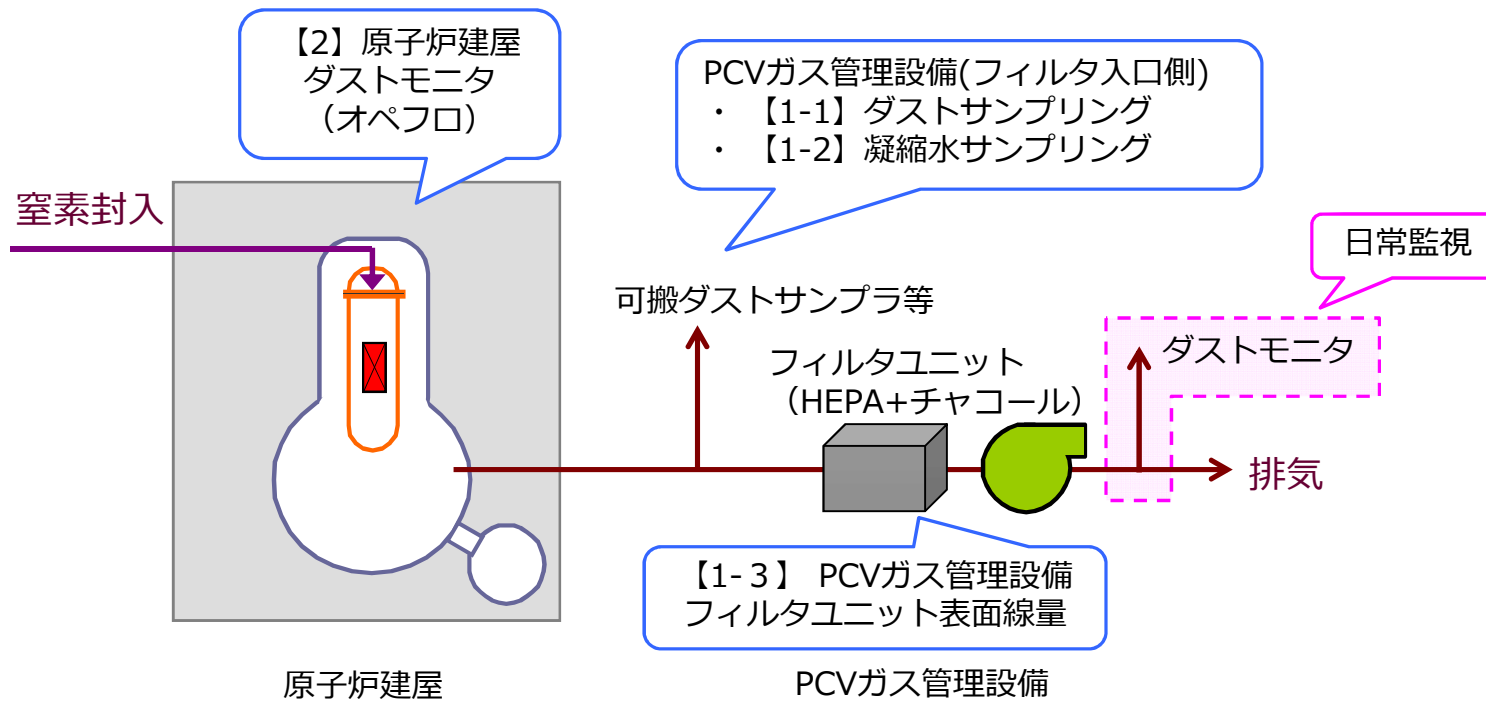 【2】原子炉建屋
ダストモニタ
（オペフロ）
PCVガス管理設備(フィルタ入口側)
・ 【1-1】ダストサンプリング
・ 【1-2】凝縮水サンプリング
窒素封入
日常監視
可搬ダストサンプラ等
ダストモニタ
フィルタユニット
（HEPA+チャコール）
排気
【1-３】 PCVガス管理設備
フィルタユニット表面線量
原子炉建屋
PCVガス管理設備